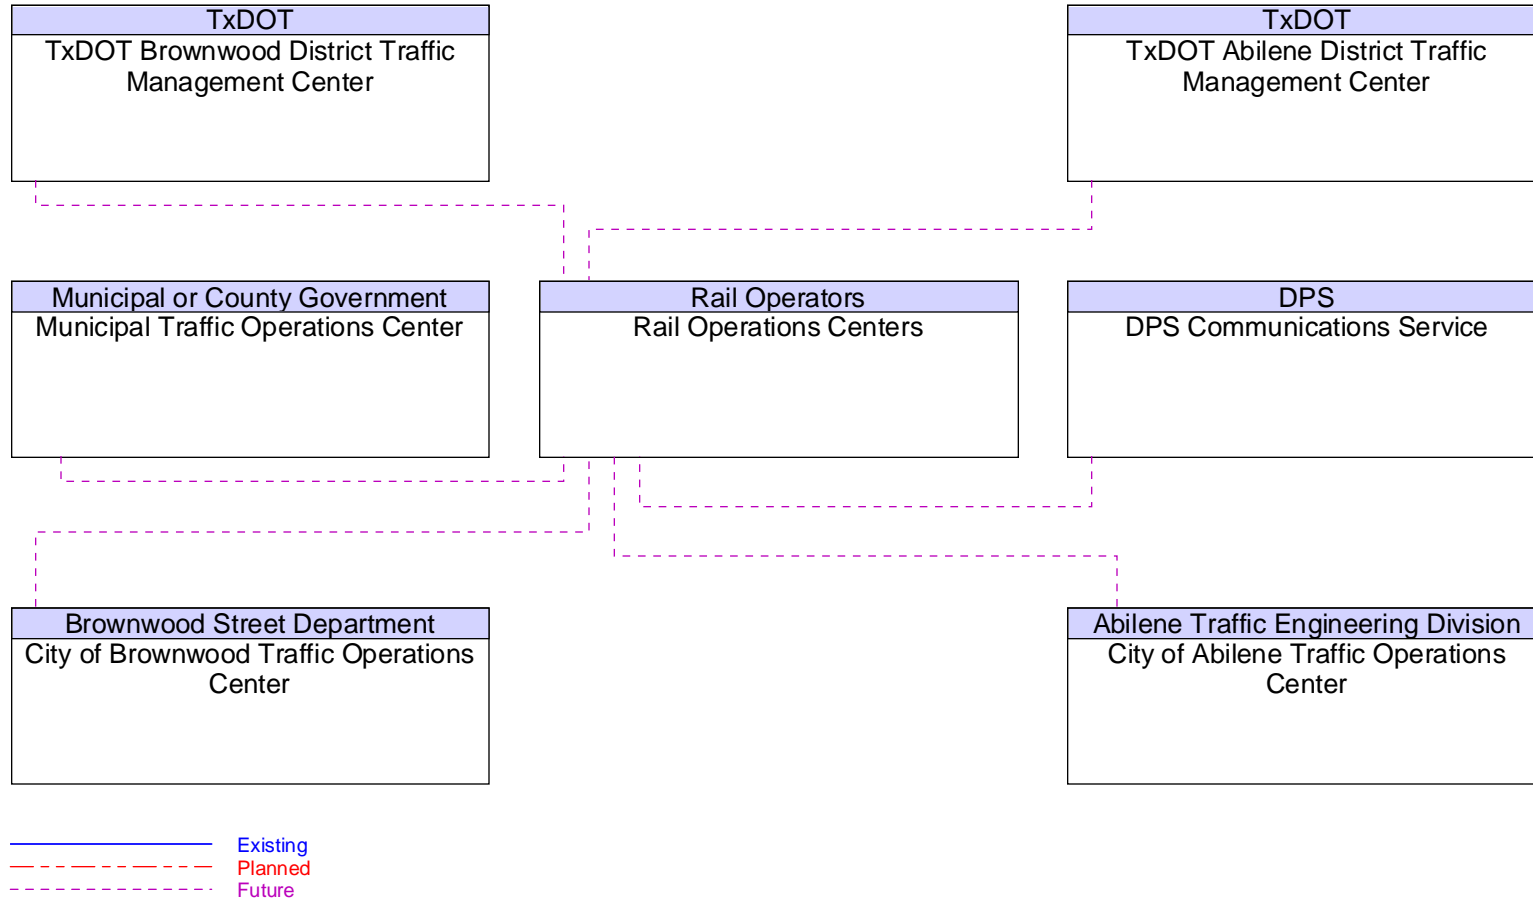 TxDOT
TxDOT Brownwood District Traffic
Management Center
TxDOT
TxDOT Abilene District Traffic
Management Center
Municipal or County Government
Municipal Traffic Operations Center
Rail Operators
Rail Operations Centers
DPS
DPS Communications Service
Brownwood Street Department
City of Brownwood Traffic Operations
Center
Abilene Traffic Engineering Division
City of Abilene Traffic Operations
Center
Existing
Planned
Future